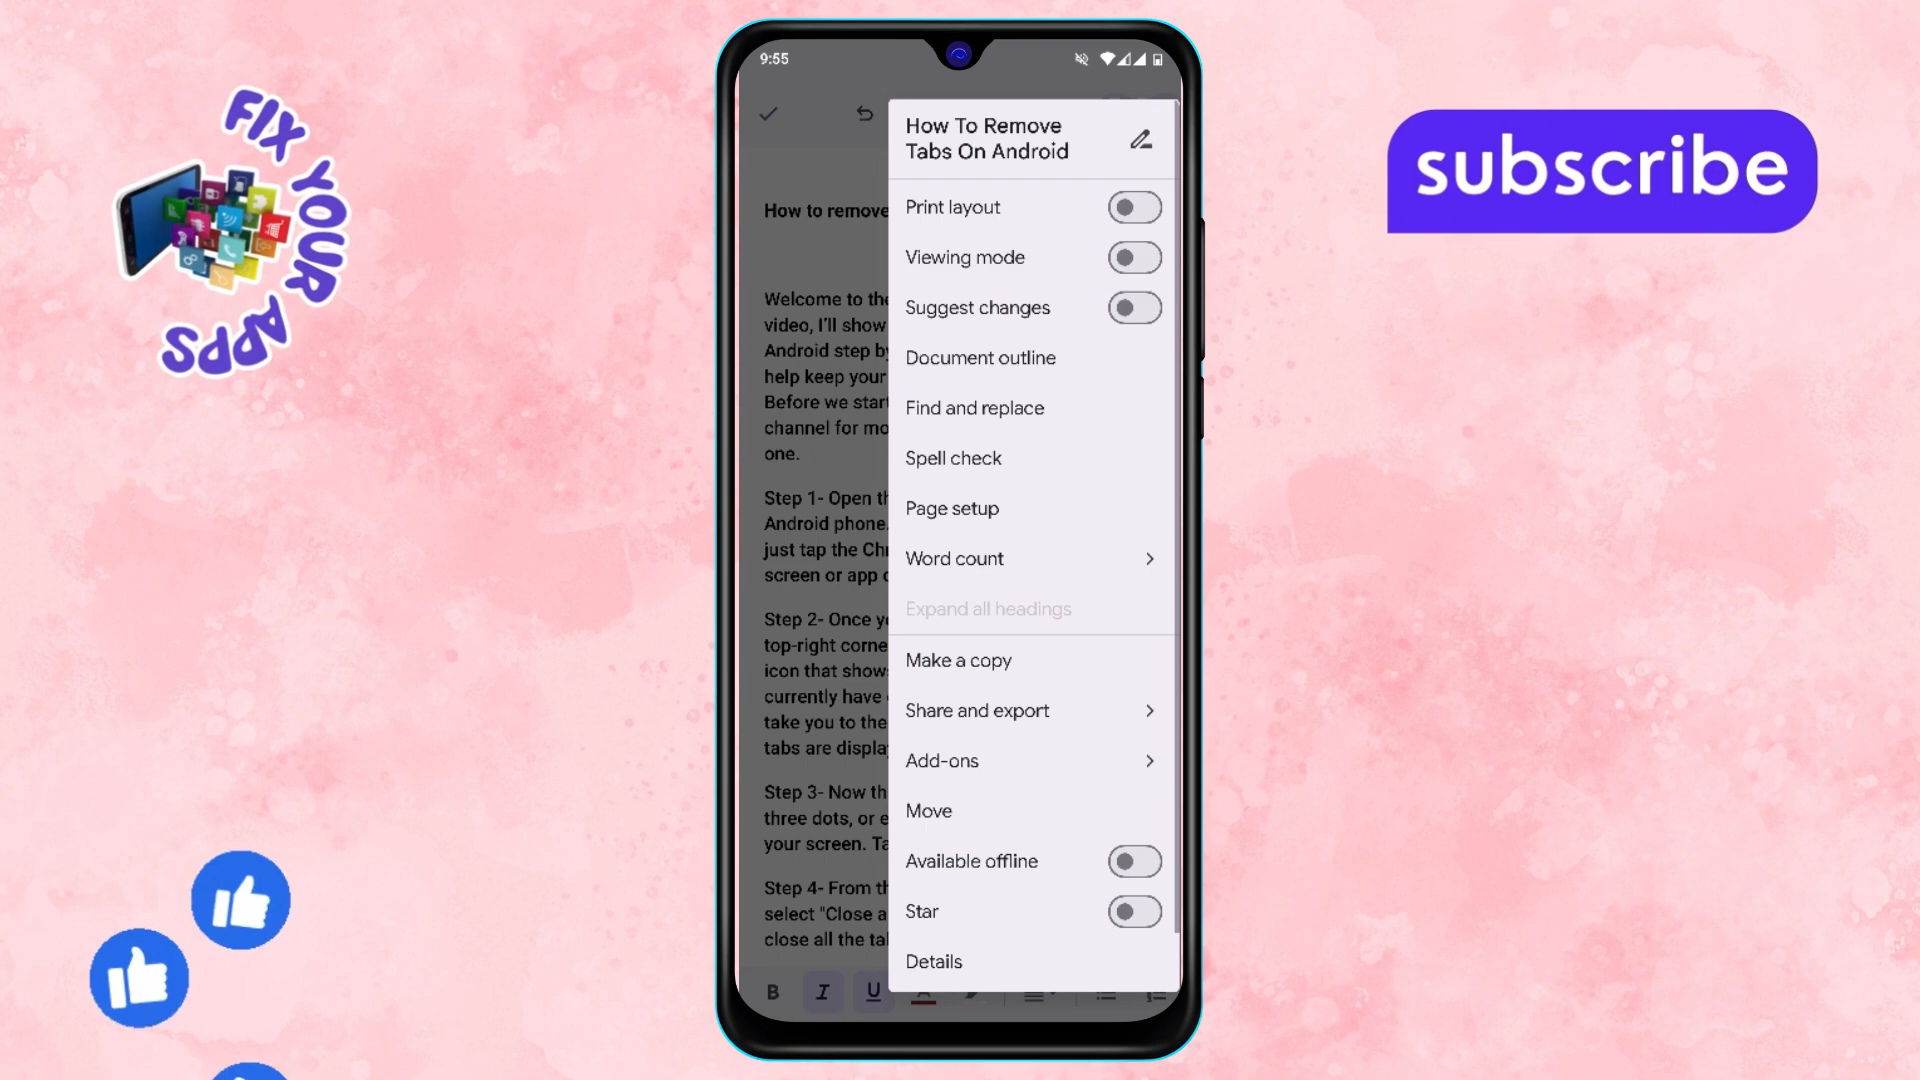 FIX YOUR APPS
subscribe
9:55
How To Remove
Tabs On Android
Print layout
Viewing mode
Suggest changes
Document outline
Find and replace
Spell check
Page setup
Word count
Expand all headings
Make a copy
Share and export
Add-ons
Move
Available offline
Star
Details
How to remove
Welcome to the
video, I'll show
Android step by
help keep your
Before we start
channel for mo
one.
Step 1- Open th
Android phone.
just tap the Chr
screen or app
Step 2- Once yo
top-right corne
icon that shows
currently have
take you to the
tabs are display
Step 3- Now th
three dots, or e
your screen. Ta
Step 4- From th
select "Close a
close all the tab
B I U A